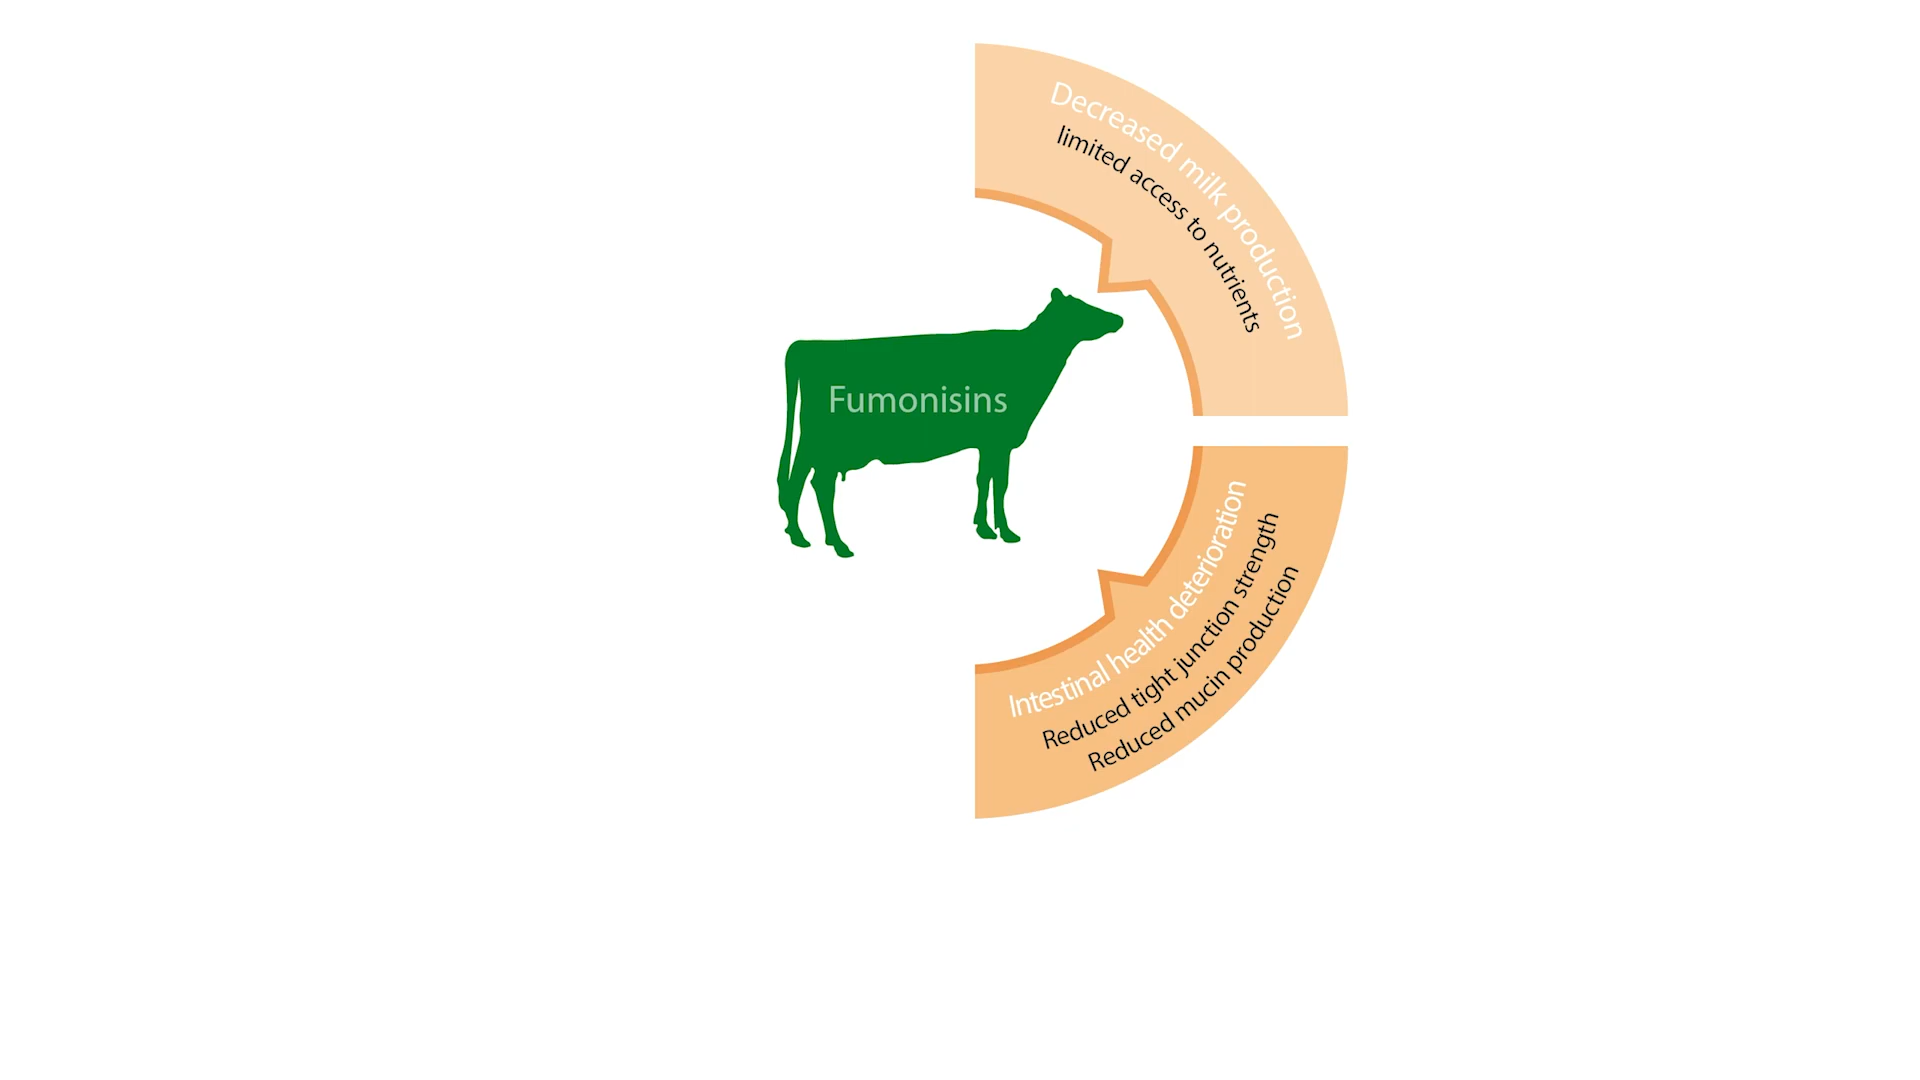 Decreased milk production
limited access to nutrients
Fumonisins
Intestinal health deterioration
Reduced tight junction strength
Reduced mucin production